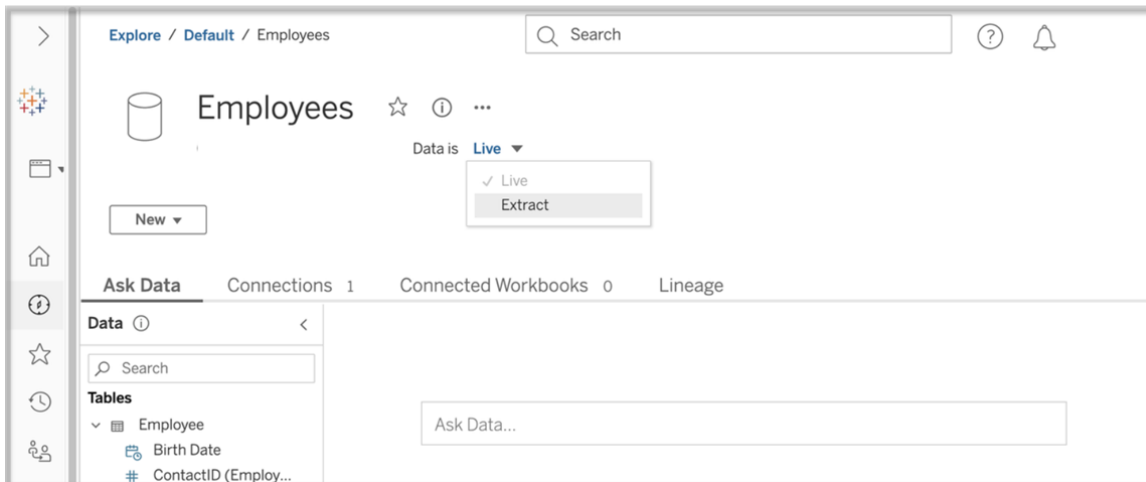 Explore / Default / Employees
Search
Employees
Data is Live
Live
Extract
New
Ask Data Connections 1 Connected Workbooks 0 Lineage
Data
Search
Tables
Employee
Ask Data...
Birth Date
ContactID (Employ...